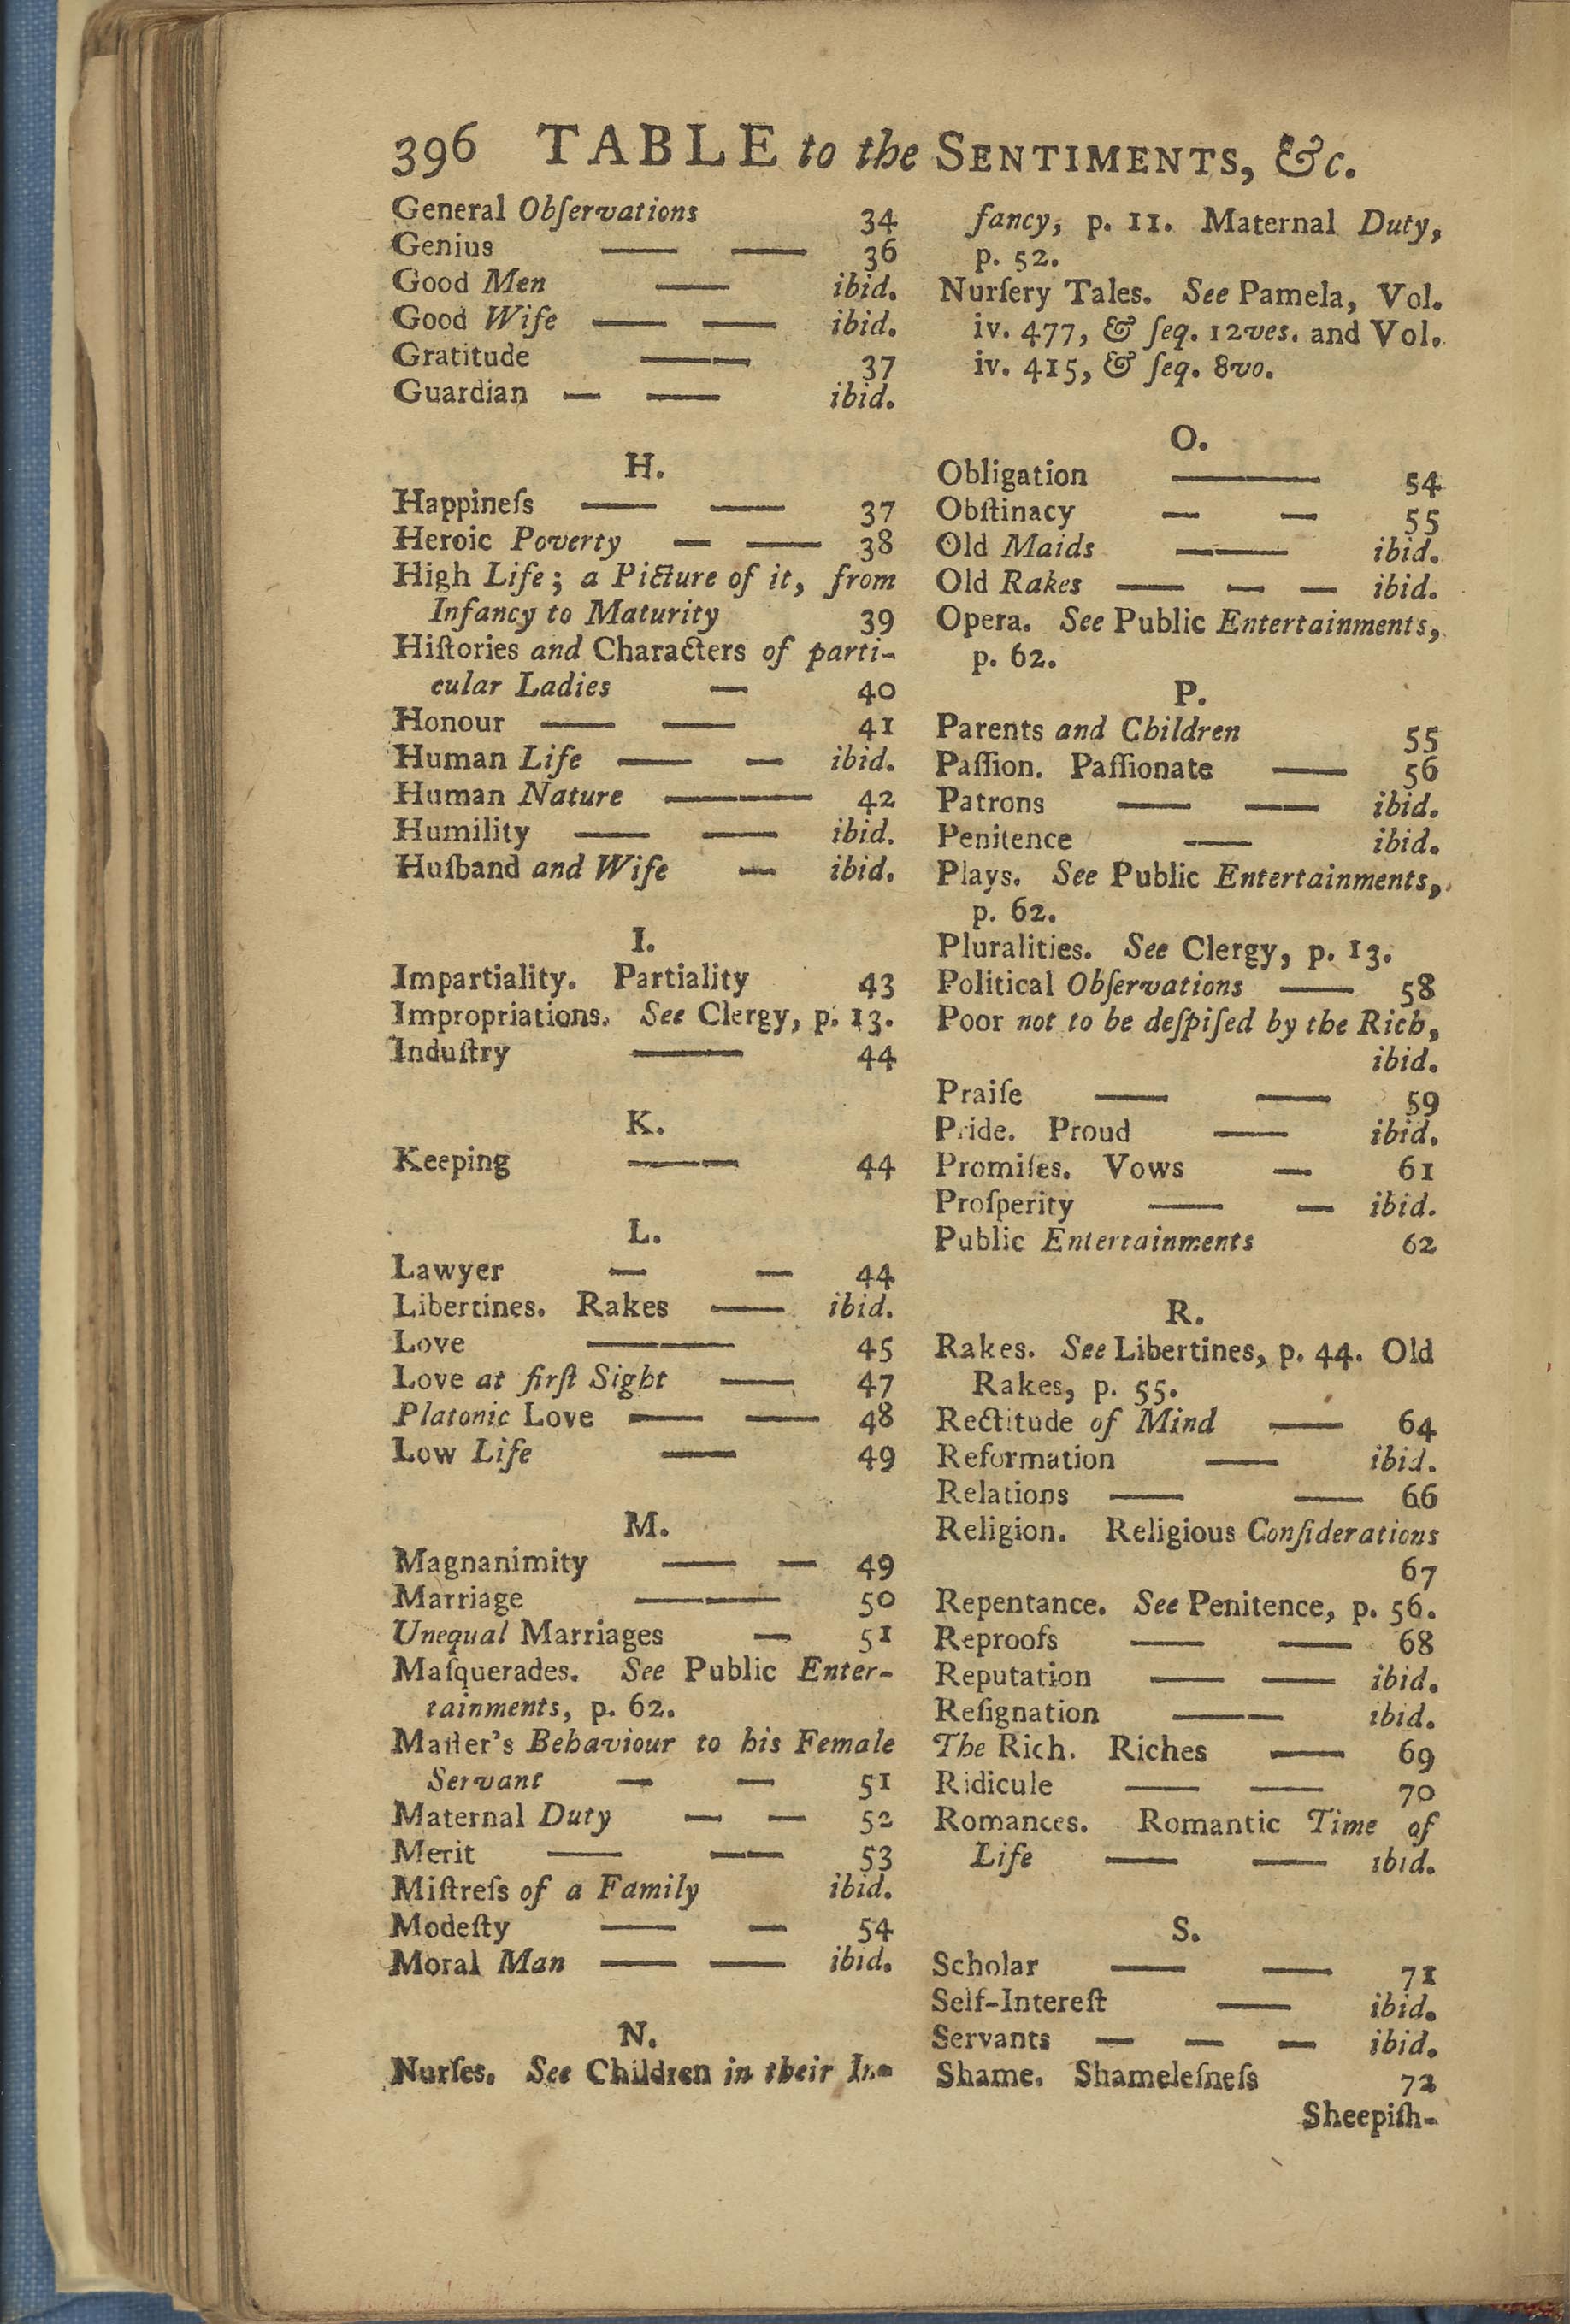 396 TABLE to the SENTIMENTS, &c.
General Obſervations 34
Genius —— —— 36
Good Men —— ibid.
Good Wife —— —— ibid.
Gratitude ——— 37
Guardian — —— ibid.
H.
Happineſs —— —— 37
Heroic Poverty — —— 38
High Life; a Picture of it, from
Infancy to Maturity 39
Hiſtories and Characters of parti-
cular Ladies — 40
Honour —— —— 41
Human Life —— — ibid.
Human Nature ———— 42
Humility —— —— ibid.
Huſband and Wife — ibid.
I.
Impartiality. Partiality 43
Impropriations. See Clergy, p. 13.
Induſtry ——— 44
K.
Keeping ——— 44
L.
Lawyer — — 44
Libertines. Rakes —— ibid.
Love ———— 45
Love at firſt Sight —— 47
Platonic Love —— —— 48
Low Life —— 49
M.
Magnanimity —— — 49
Marriage ———— 50
Unequal Marriages — 51
Maſquerades. See Public Enter-
tainments, p. 62.
Maſter's Behaviour to his Female
Servant — — 51
Maternal Duty — — 52
Merit —— —— 53
Miſtreſs of a Family ibid.
Modeſty —— — 54
Moral Man —— —— ibid.
N.
Nurſes. See Children in their In-
fancy, p. 11. Maternal Duty,
p. 52.
Nurſery Tales. See Pamela, Vol.
iv. 477, & ſeq. 12ves. and Vol.
iv. 415, & ſeq. 8vo.
O.
Obligation ———— 54
Obſtinacy — — 55
Old Maids ——— ibid.
Old Rakes —— — — ibid.
Opera. See Public Entertainments,
p. 62.
P.
Parents and Children 55
Paſſion. Paſſionate —— 56
Patrons —— —— ibid.
Penitence —— ibid.
Plays. See Public Entertainments,
p. 62.
Pluralities. See Clergy, p. 13.
Political Obſervations —— 58
Poor not to be deſpiſed by the Rich,
ibid.
Praiſe —— —— 59
Pride. Proud —— ibid.
Promiſes. Vows — 61
Proſperity —— — ibid.
Public Entertainments 62
R.
Rakes. See Libertines, p. 44. Old
Rakes, p. 55.
Rectitude of Mind —— 64
Reformation —— ibid.
Relations —— —— 66
Religion. Religious Conſiderations
67
Repentance. See Penitence, p. 56.
Reproofs —— —— 68
Reputation —— —— ibid.
Reſignation ——— ibid.
The Rich. Riches —— 69
Ridicule —— —— 70
Romances. Romantic Time of
Life —— —— ibid.
S.
Scholar —— —— 71
Self-Intereſt —— ibid.
Servants — — — ibid.
Shame. Shameleſneſs 72
Sheepiſh-